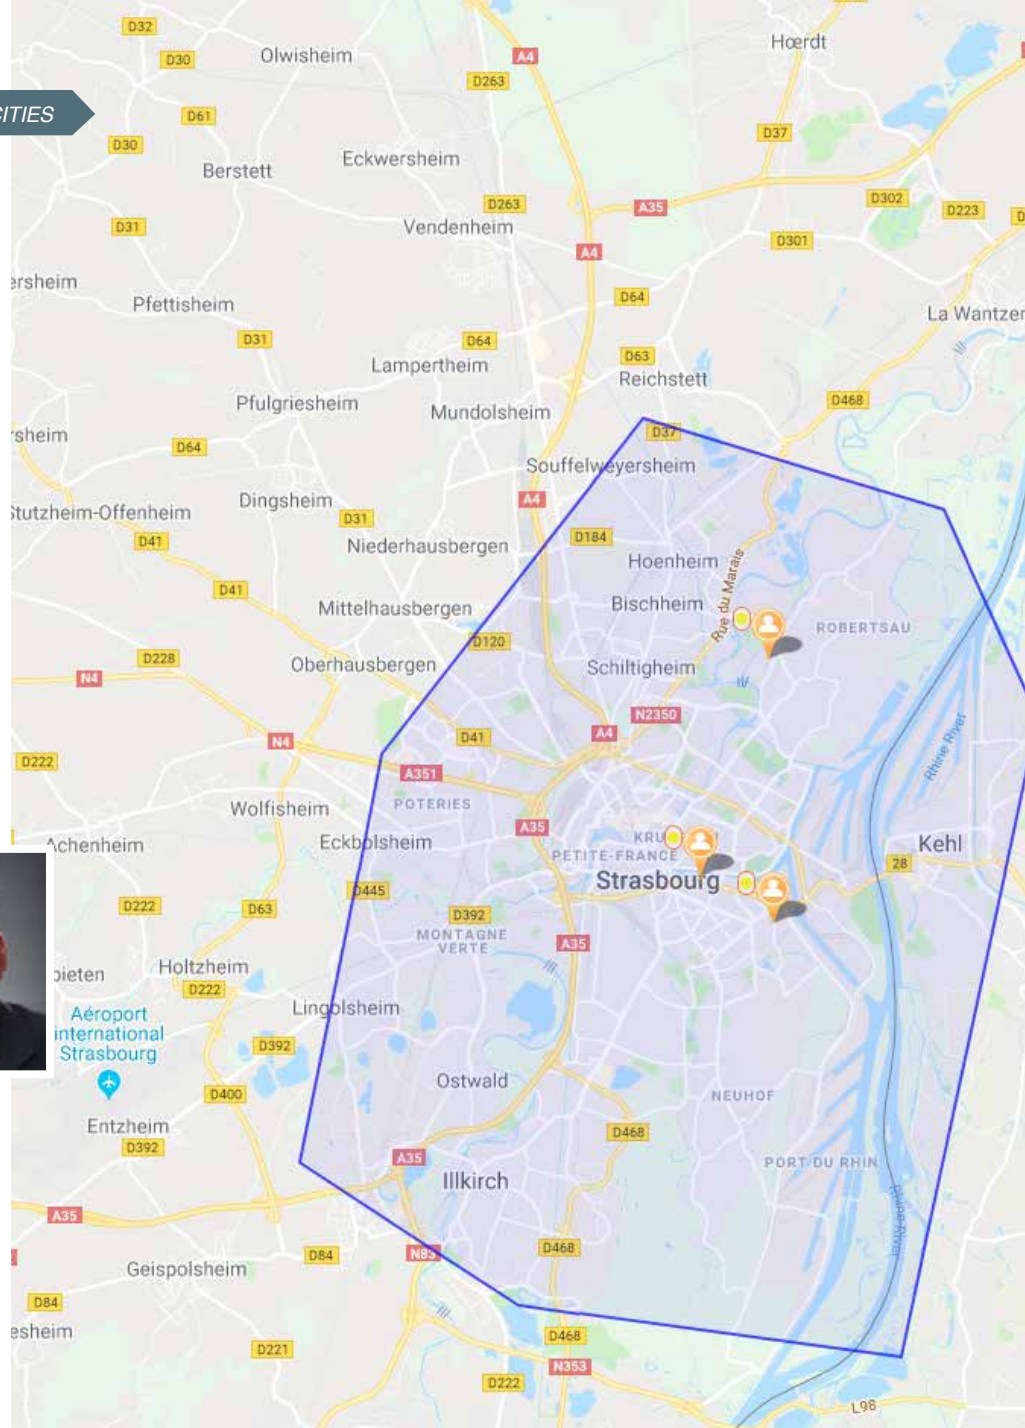 D32
Hœrdt
Olwisheim
A4
D30
D263
CITIES
D61
D37
D30
Eckwersheim
Berstett
D302
D263
A35
D223
D31
Vendenheim
D301
A4
ersheim
D64
Pfettisheim
La Wantzen
D31
D64
D63
Lampertheim
Reichstett
D468
Pfulgriesheim
Mundolsheim
D37
rsheim
D64
Souffelweyersheim
Dingsheim
A4
Stutzheim-Offenheim
D31
D41
D184
Niederhausbergen
Hoenheim
D41
Rue du Marais
Bischheim
Mittelhausbergen
ROBERTSAU
D120
D228
Oberhausbergen
Schiltigheim
N4
N2350
A4
N4
D41
Rhine River
D222
A351
POTERIES
Wolfisheim
A35
Achenheim
Eckbolsheim
KRU
Kehl
PETITE-FRANCE
28
Strasbourg
D445
D222
D63
D392
MONTAGNE
VERTE
A35
Holtzheim
bieten
D222
Lingolsheim
Aéroport
international
Strasbourg
D392
Ostwald
D400
NEUHOF
Entzheim
D468
D392
A35
PORT DU RHIN
Illkirch
Rhine River
A35
D468
D84
N83
Geispolsheim
D84
esheim
D468
D221
N353
D222
L98